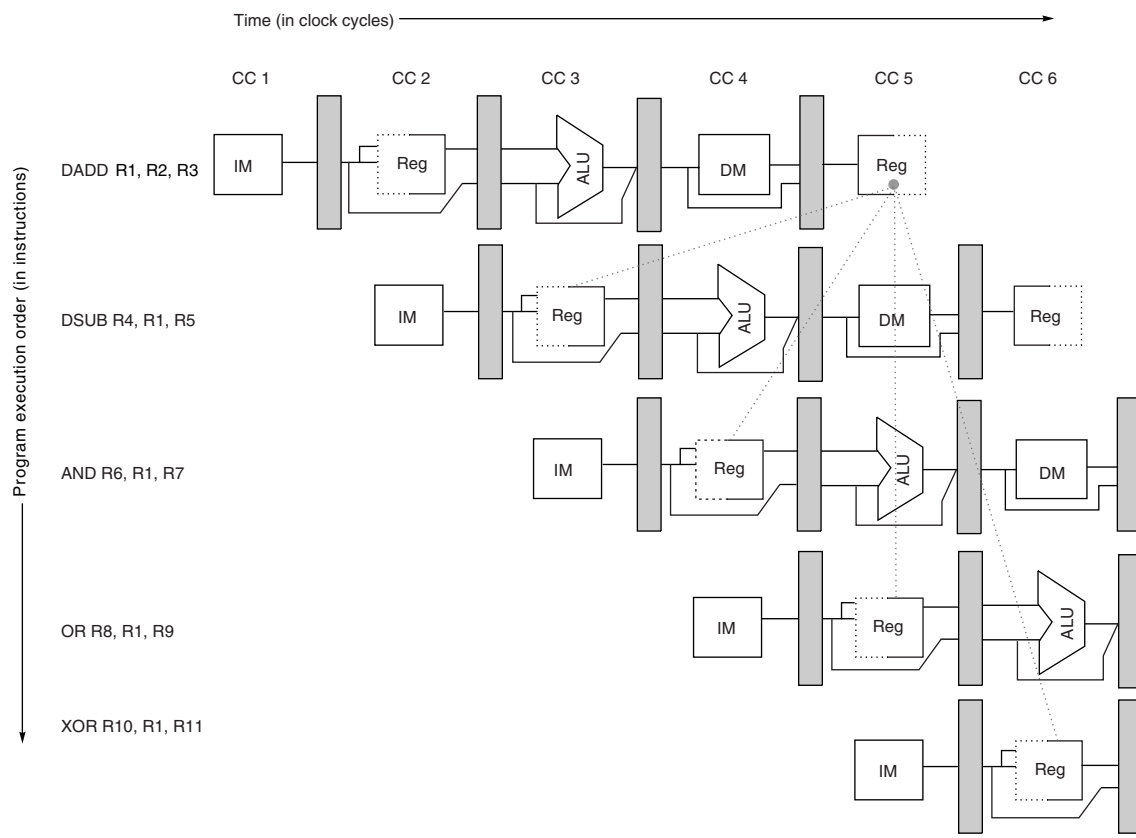 Time (in clock cycles)
CC 1 CC 2 CC 3 CC 4 CC 5 CC 6
Program execution order (in instructions)
DADD R1, R2, R3
IM Reg ALU DM Reg
DSUB R4, R1, R5
IM Reg ALU DM Reg
AND R6, R1, R7
IM Reg ALU DM
OR R8, R1, R9
IM Reg ALU
XOR R10, R1, R11
IM Reg